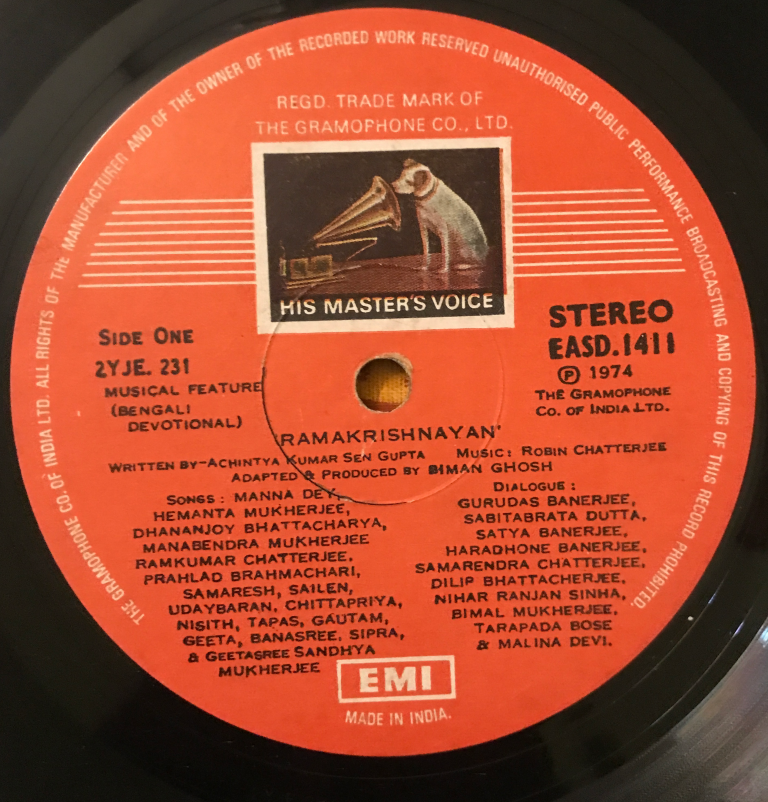 THE GRAMOPHONE CO. OF INDIA LTD. ALL RIGHTS OF THE MANUFACTURER AND OF THE OWNER OF THE RECORDED WORK RESERVED UNAUTHORISED PUBLIC PERFORMANCE BROADCASTING AND COPYING OF THIS RECORD PROHIBITED.
REGD. TRADE MARK OF
THE GRAMOPHONE CO., LTD.
HIS MASTER'S VOICE
SIDE ONE
2YJE. 231
MUSICAL FEATURE
(BENGALI
DEVOTIONAL)
STEREO
EASD.1411
Ⓟ 1974
THE GRAMOPHONE
CO. OF INDIA LTD.
'RAMAKRISHNAYAN'
WRITTEN BY-ACHINTYA KUMAR SEN GUPTA MUSIC: ROBIN CHATTERJEE
ADAPTED & PRODUCED BY BIMAN GHOSH
SONGS: MANNA DEY,
HEMANTA MUKHERJEE,
DHANANJOY BHATTACHARYA,
MANABENDRA MUKHERJEE
RAMKUMAR CHATTERJEE,
PRAHLAD BRAHMACHARI,
SAMARESH, SAILEN,
UDAYBARAN, CHITTAPRIYA,
NISITH, TAPAS, GAUTAM,
GEETA, BANASREE, SIPRA,
& GEETASREE SANDHYA
MUKHERJEE
DIALOGUE:
GURUDAS BANERJEE,
SABITABRATA DUTTA,
SATYA BANERJEE,
HARADHONE BANERJEE,
SAMARENDRA CHATTERJEE,
DILIP BHATTACHERJEE,
NIHAR RANJAN SINHA,
BIMAL MUKHERJEE,
TARAPADA BOSE
& MALINA DEVI.
EMI
MADE IN INDIA.